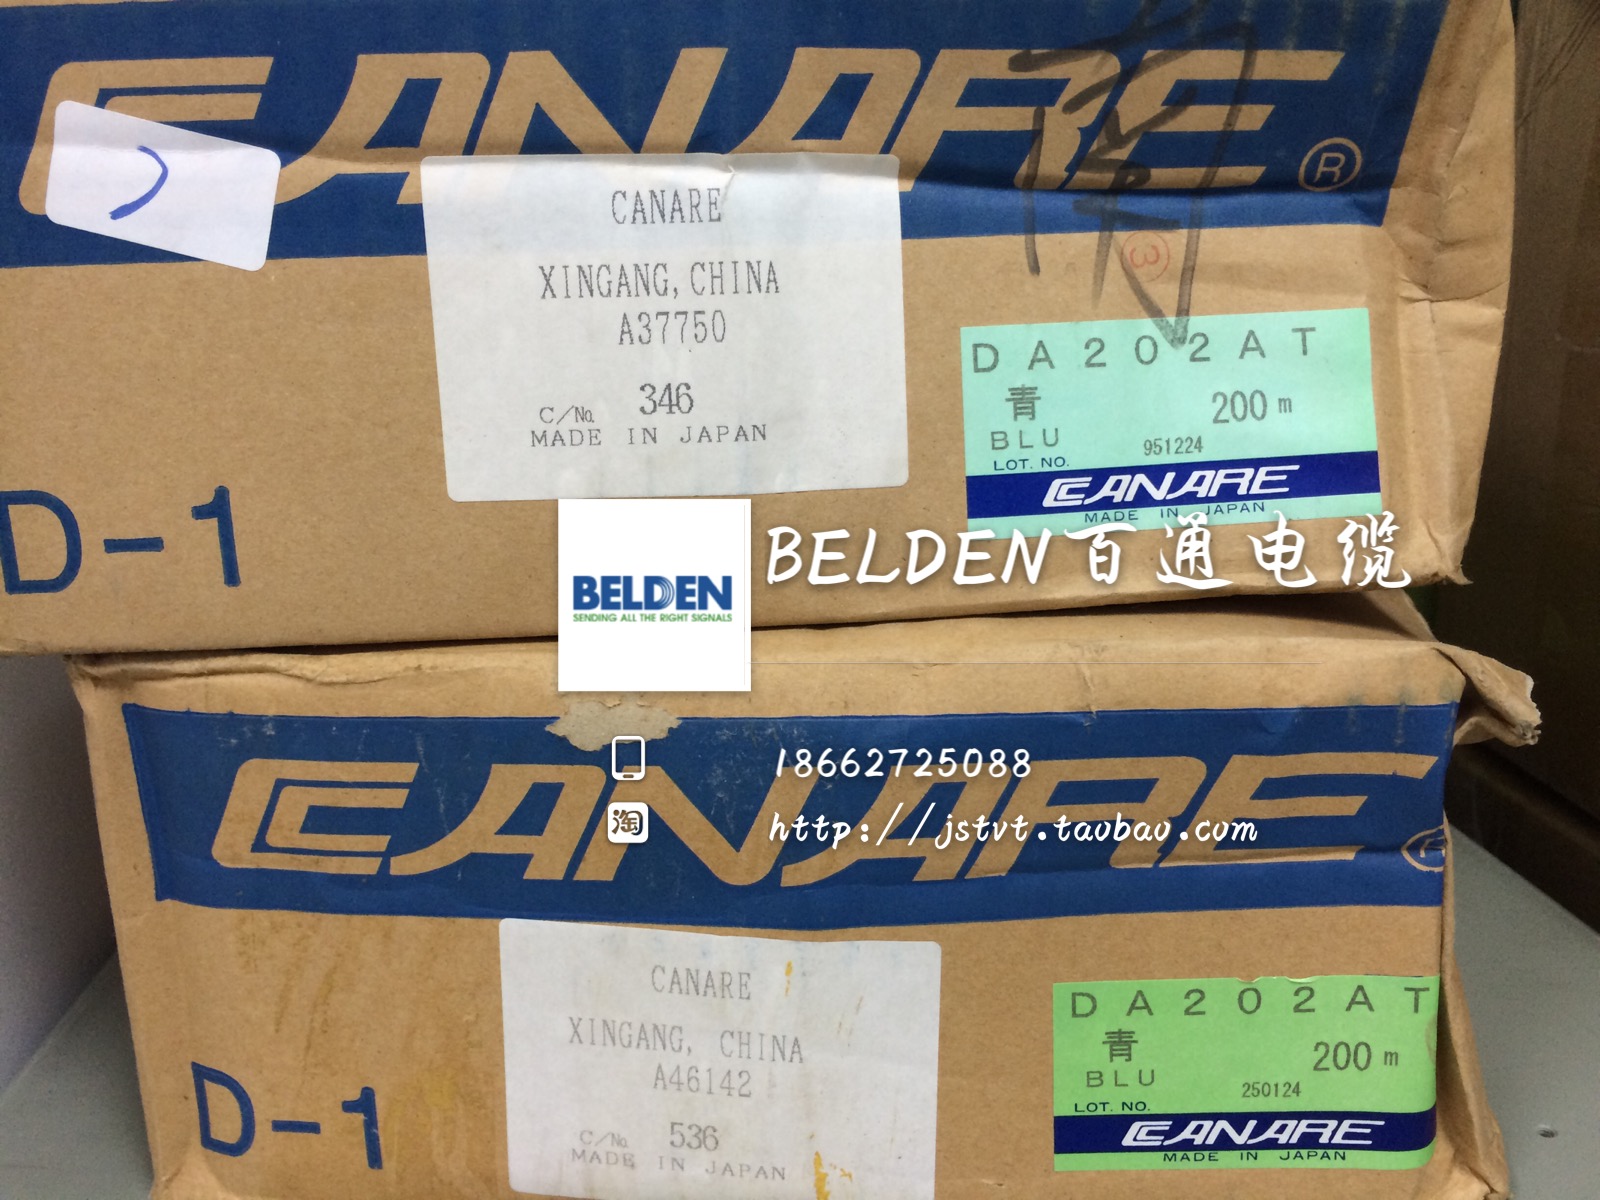 CANARE®
CANARE
XINGANG, CHINA
A37750
C/No. 346
MADE IN JAPAN
③
DA202AT
青 200m
BLU 951224
LOT. NO.
CANARE
MADE IN JAPAN
D-1
BELDEN
SENDING ALL THE RIGHT SIGNALS
BELDEN百通电缆
18662725088
淘 http://jstvt.taobao.com
CANARE®
CANARE
XINGANG, CHINA
A46142
C/No. 536
MADE IN JAPAN
DA202AT
青 200m
BLU 250124
LOT. NO.
CANARE
MADE IN JAPAN
D-1